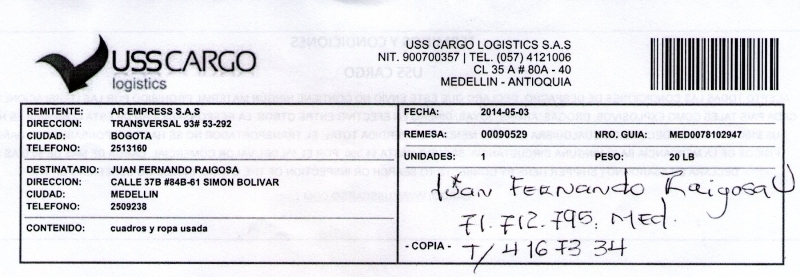 USS CARGO
logistics
USS CARGO LOGISTICS S.A.S
NIT. 900700357 | TEL. (057) 4121006
CL 35 A # 80A - 40
MEDELLIN - ANTIOQUIA
REMITENTE: AR EMPRESS S.A.S
DIRECCION: TRANSVERSAL 93# 53-292
CIUDAD: BOGOTA
TELEFONO: 2513160
DESTINATARIO: JUAN FERNANDO RAIGOSA
DIRECCION: CALLE 37B #84B-61 SIMON BOLIVAR
CIUDAD: MEDELLIN
TELEFONO: 2509238
CONTENIDO: cuadros y ropa usada
FECHA: 2014-05-03
REMESA: 00090529 NRO. GUIA: MED0078102947
UNIDADES: 1 PESO: 20 LB
Juan Fernando Raigosa
71.712.795. Med.
- COPIA - T/ 416 73 34